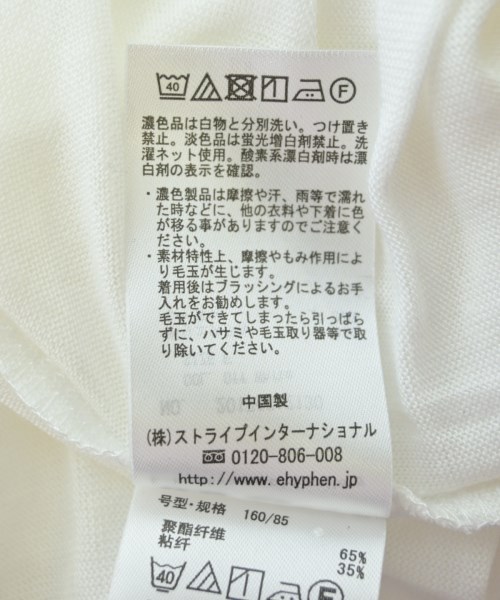 40 F
濃色品は白物と分別洗い。つけ置き
禁止。淡色品は蛍光増白剤禁止。洗
濯ネット使用。酸素系漂白剤時は漂
白剤の表示を確認。
・濃色製品は摩擦や汗、雨等で濡れ
た時などに、他の衣料や下着に色
が移る事がありますのでご注意く
ださい。
・素材特性上、摩擦やもみ作用によ
り毛玉が生じます。
着用後はブラッシングによるお手
入れをお勧めします。
毛玉ができてしまったら引っぱら
ずに、ハサミや毛玉取り器等で取
り除いてください。
中国製
(株)ストライプインターナショナル
0120-806-008
http://www.ehyphen.jp
号型·规格 160/85
聚酯纤维 65%
粘纤 35%
40 F